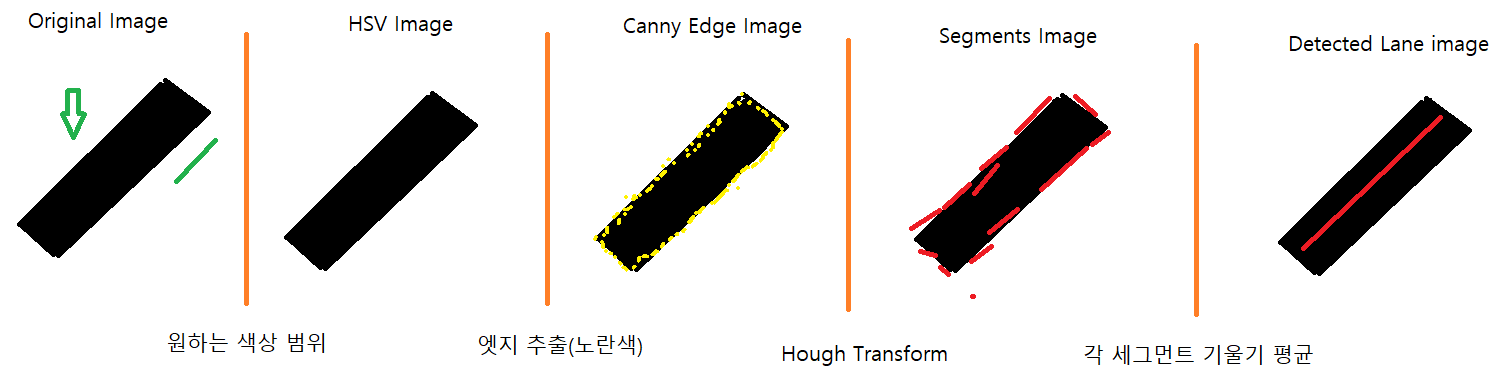 Original Image
HSV Image
Canny Edge Image
Segments Image
Detected Lane image
원하는 색상 범위
엣지 추출(노란색)
Hough Transform
각 세그먼트 기울기 평균